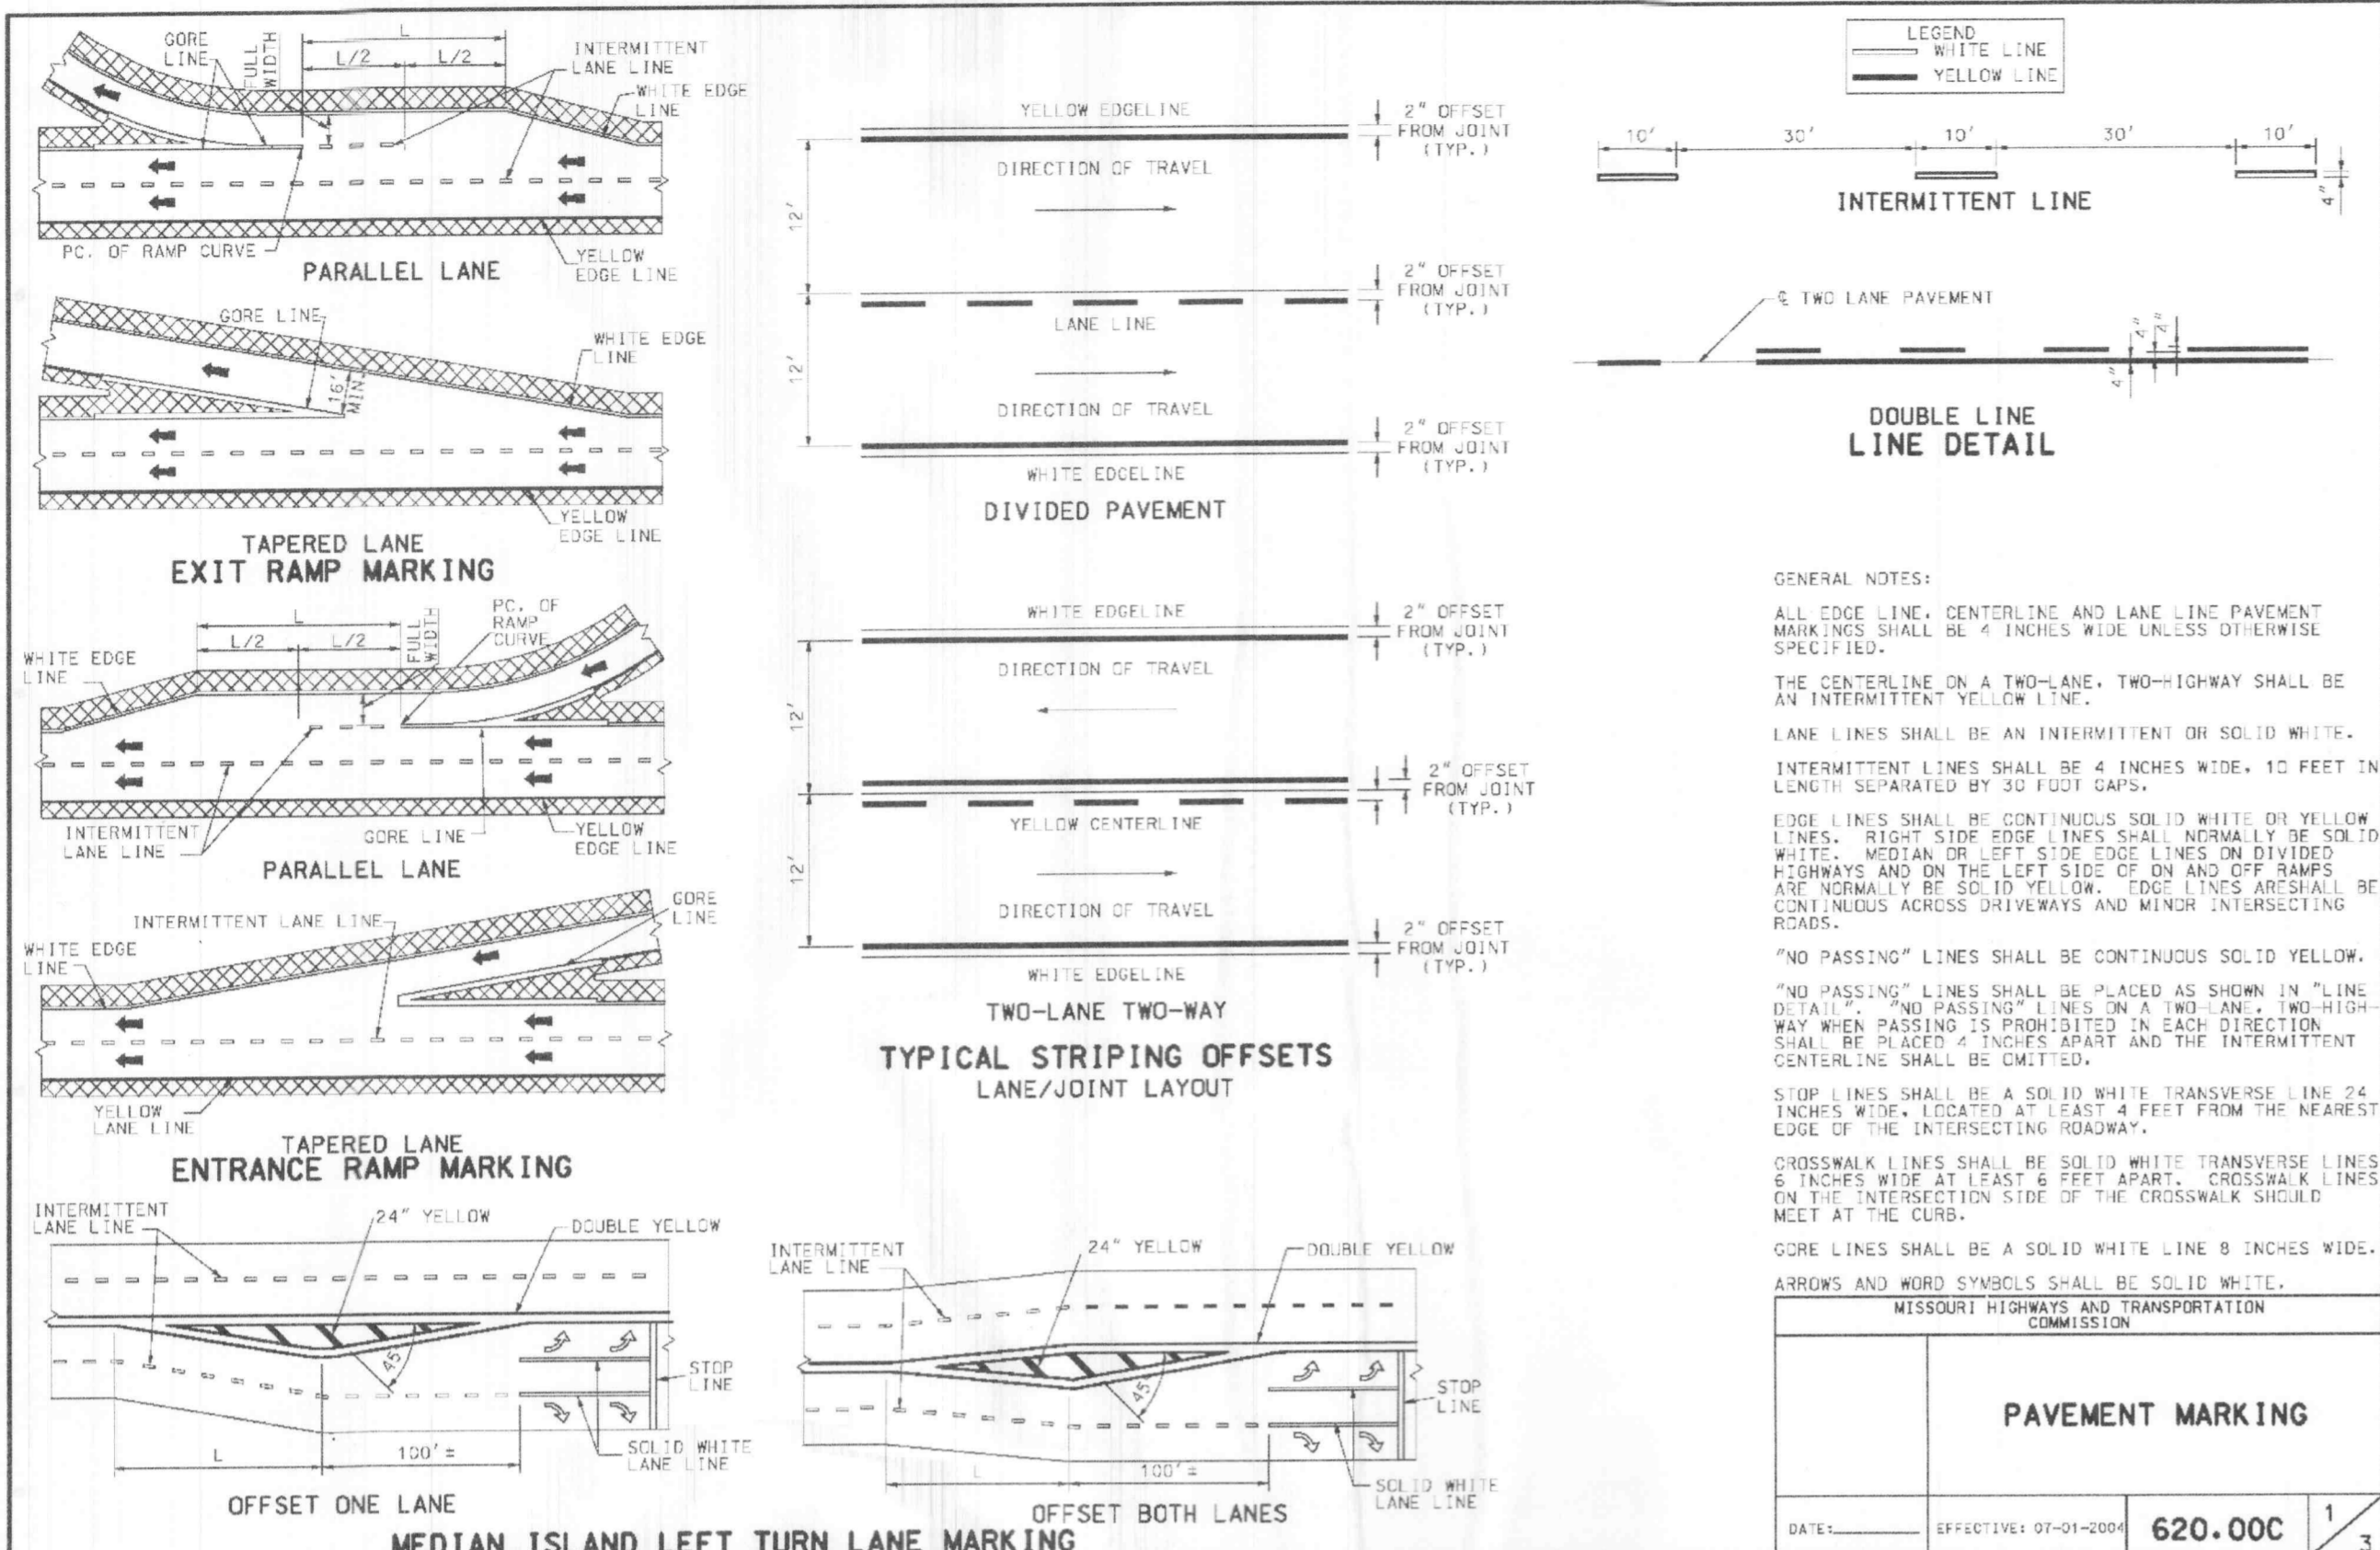 GORE
LINE
FULL
WIDTH
L
L/2
L/2
INTERMITTENT
LANE LINE
WHITE EDGE
LINE
PC. OF RAMP CURVE
PARALLEL LANE
YELLOW
EDGE LINE
GORE LINE
WHITE EDGE
LINE
16'
MIN.
YELLOW
EDGE LINE
TAPERED LANE
EXIT RAMP MARKING
L
L/2
L/2
FULL
WIDTH
PC. OF
RAMP
CURVE
WHITE EDGE
LINE
INTERMITTENT
LANE LINE
GORE LINE
YELLOW
EDGE LINE
PARALLEL LANE
INTERMITTENT LANE LINE
GORE
LINE
WHITE EDGE
LINE
YELLOW
LANE LINE
TAPERED LANE
ENTRANCE RAMP MARKING
INTERMITTENT
LANE LINE
24" YELLOW
DOUBLE YELLOW
45°
STOP
LINE
SOLID WHITE
LANE LINE
L
100'±
OFFSET ONE LANE
INTERMITTENT
LANE LINE
24" YELLOW
DOUBLE YELLOW
45°
STOP
LINE
SOLID WHITE
LANE LINE
L
100'±
OFFSET BOTH LANES
MEDIAN ISLAND LEFT TURN LANE MARKING
YELLOW EDGELINE
2" OFFSET
FROM JOINT
(TYP.)
DIRECTION OF TRAVEL
12'
2" OFFSET
FROM JOINT
(TYP.)
LANE LINE
12'
DIRECTION OF TRAVEL
2" OFFSET
FROM JOINT
(TYP.)
WHITE EDGELINE
DIVIDED PAVEMENT
WHITE EDGELINE
2" OFFSET
FROM JOINT
(TYP.)
DIRECTION OF TRAVEL
12'
2" OFFSET
FROM JOINT
(TYP.)
YELLOW CENTERLINE
12'
DIRECTION OF TRAVEL
2" OFFSET
FROM JOINT
(TYP.)
WHITE EDGELINE
TWO-LANE TWO-WAY
TYPICAL STRIPING OFFSETS
LANE/JOINT LAYOUT
LEGEND
WHITE LINE
YELLOW LINE
10'
30'
10'
30'
10'
4"
INTERMITTENT LINE
℄ TWO LANE PAVEMENT
4"
4"
4"
DOUBLE LINE
LINE DETAIL
GENERAL NOTES:
ALL EDGE LINE, CENTERLINE AND LANE LINE PAVEMENT
MARKINGS SHALL BE 4 INCHES WIDE UNLESS OTHERWISE
SPECIFIED.
THE CENTERLINE ON A TWO-LANE, TWO-HIGHWAY SHALL BE
AN INTERMITTENT YELLOW LINE.
LANE LINES SHALL BE AN INTERMITTENT OR SOLID WHITE.
INTERMITTENT LINES SHALL BE 4 INCHES WIDE, 10 FEET IN
LENGTH SEPARATED BY 30 FOOT GAPS.
EDGE LINES SHALL BE CONTINUOUS SOLID WHITE OR YELLOW
LINES. RIGHT SIDE EDGE LINES SHALL NORMALLY BE SOLID
WHITE. MEDIAN OR LEFT SIDE EDGE LINES ON DIVIDED
HIGHWAYS AND ON THE LEFT SIDE OF ON AND OFF RAMPS
ARE NORMALLY BE SOLID YELLOW. EDGE LINES ARESHALL BE
CONTINUOUS ACROSS DRIVEWAYS AND MINOR INTERSECTING
ROADS.
"NO PASSING" LINES SHALL BE CONTINUOUS SOLID YELLOW.
"NO PASSING" LINES SHALL BE PLACED AS SHOWN IN "LINE
DETAIL". "NO PASSING" LINES ON A TWO-LANE, TWO-HIGH-
WAY WHEN PASSING IS PROHIBITED IN EACH DIRECTION
SHALL BE PLACED 4 INCHES APART AND THE INTERMITTENT
CENTERLINE SHALL BE OMITTED.
STOP LINES SHALL BE A SOLID WHITE TRANSVERSE LINE 24
INCHES WIDE, LOCATED AT LEAST 4 FEET FROM THE NEAREST
EDGE OF THE INTERSECTING ROADWAY.
CROSSWALK LINES SHALL BE SOLID WHITE TRANSVERSE LINES
6 INCHES WIDE AT LEAST 6 FEET APART. CROSSWALK LINES
ON THE INTERSECTION SIDE OF THE CROSSWALK SHOULD
MEET AT THE CURB.
GORE LINES SHALL BE A SOLID WHITE LINE 8 INCHES WIDE.
ARROWS AND WORD SYMBOLS SHALL BE SOLID WHITE.
MISSOURI HIGHWAYS AND TRANSPORTATION
COMMISSION
PAVEMENT MARKING
DATE:
EFFECTIVE: 07-01-2004
620.00C
1/3